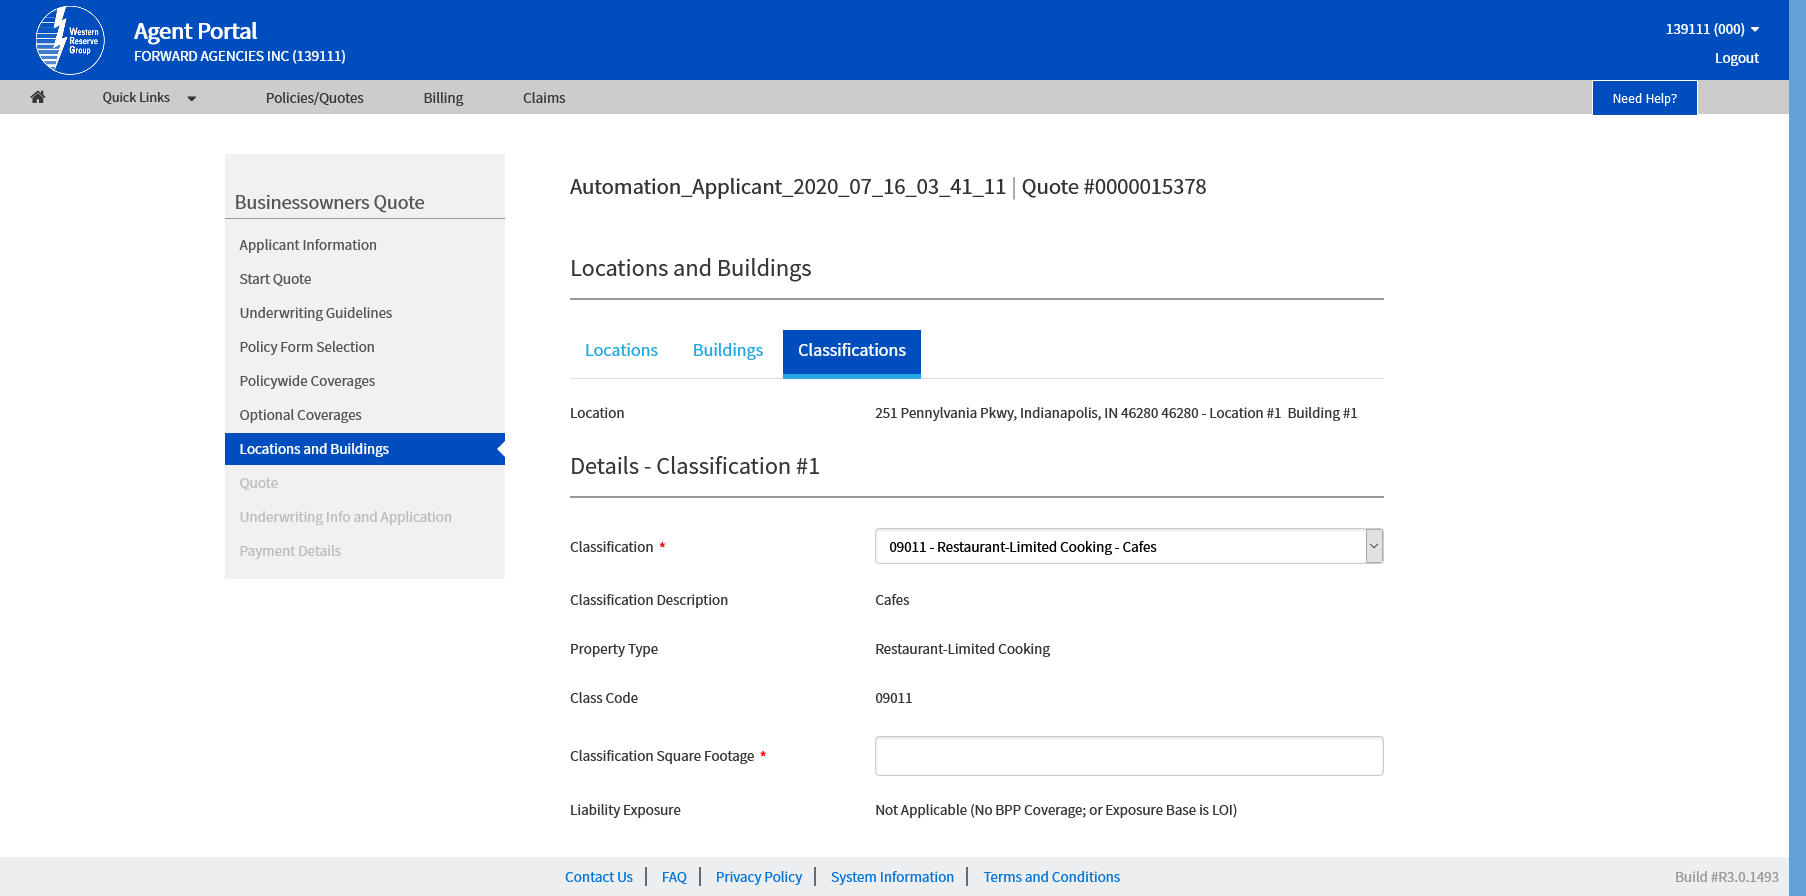 Western
Reserve
Group
Agent Portal
FORWARD AGENCIES INC (139111)
139111 (000)
Logout
Quick Links
Policies/Quotes
Billing
Claims
Need Help?
Businessowners Quote
Applicant Information
Start Quote
Underwriting Guidelines
Policy Form Selection
Policywide Coverages
Optional Coverages
Locations and Buildings
Quote
Underwriting Info and Application
Payment Details
Automation_Applicant_2020_07_16_03_41_11 | Quote #0000015378
Locations and Buildings
Locations Buildings Classifications
Location 251 Pennylvania Pkwy, Indianapolis, IN 46280 46280 - Location #1 Building #1
Details - Classification #1
Classification * 09011 - Restaurant-Limited Cooking - Cafes
Classification Description Cafes
Property Type Restaurant-Limited Cooking
Class Code 09011
Classification Square Footage *
Liability Exposure Not Applicable (No BPP Coverage; or Exposure Base is LOI)
Contact Us | FAQ | Privacy Policy | System Information | Terms and Conditions
Build #R3.0.1493